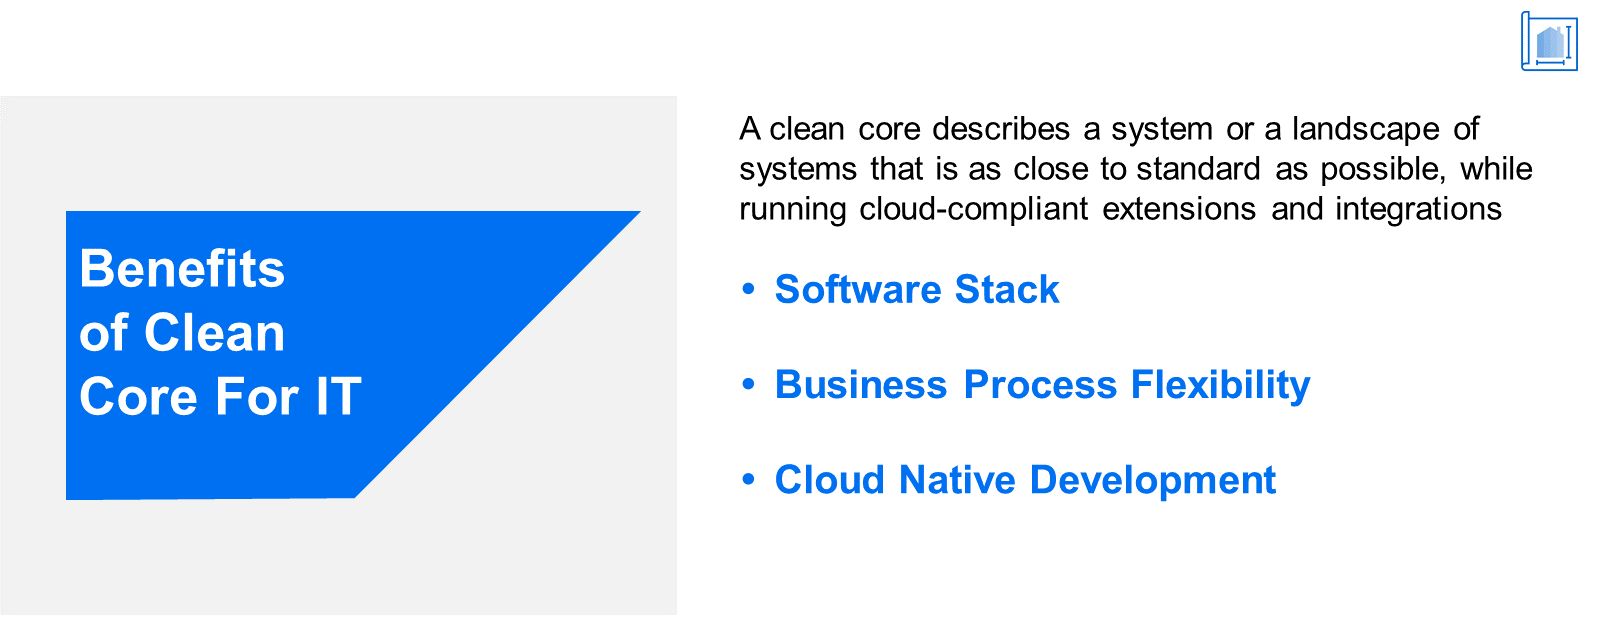 Benefits
of Clean
Core For IT
A clean core describes a system or a landscape of
systems that is as close to standard as possible, while
running cloud-compliant extensions and integrations
• Software Stack
• Business Process Flexibility
• Cloud Native Development